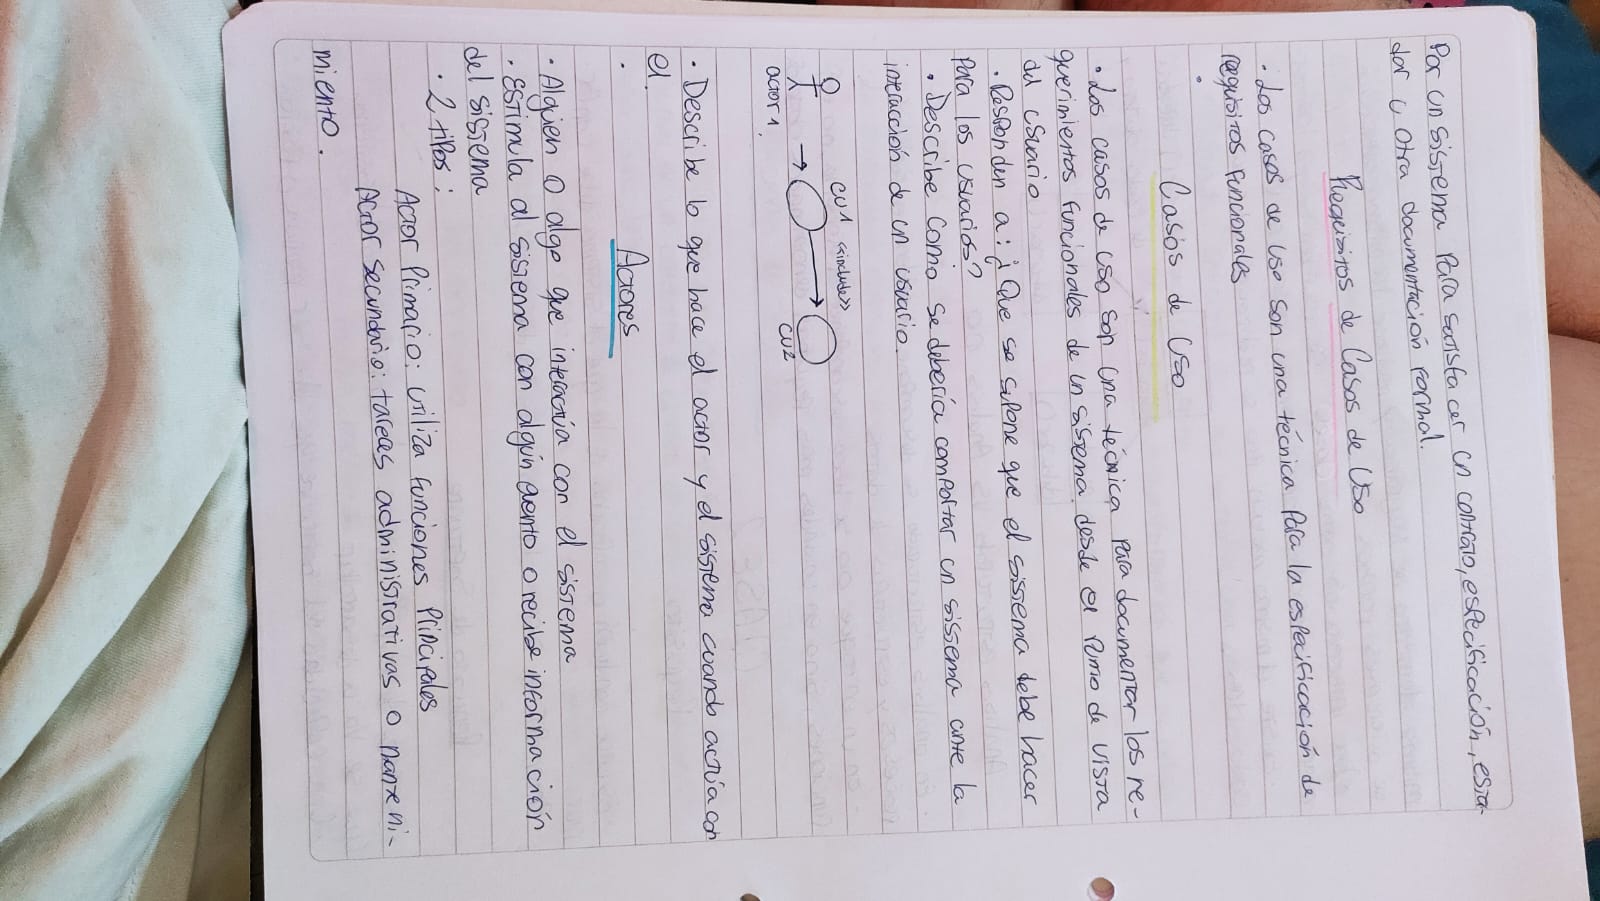 Por un sistema para satisfacer un contrato, especificación, están-
dar u otra documentación formal.
Requisitos de Casos de Uso
· Los casos de uso son una técnica para la especificación de
requisitos funcionales
·
Casos de Uso
· Los casos de uso son una técnica para documentar los re-
querimientos funcionales de un sistema desde el punto de vista
del usuario
· Responden a: ¿Que se supone que el sistema debe hacer
para los usuarios?
· Describe como se debería comportar un sistema ante la
interacción de un usuario.
CU1 <<include>>
actor 1
CU2
· Describe lo que hace el actor y el sistema cuando actúa con
el.
·
Actores
· Alguien o algo que interactúa con el sistema
· Estimula al sistema con algún evento o recibe información
del sistema
· 2 tipos:
Actor Primario: utiliza funciones principales
Actor secundario: tareas administrativas o manteni-
miento.